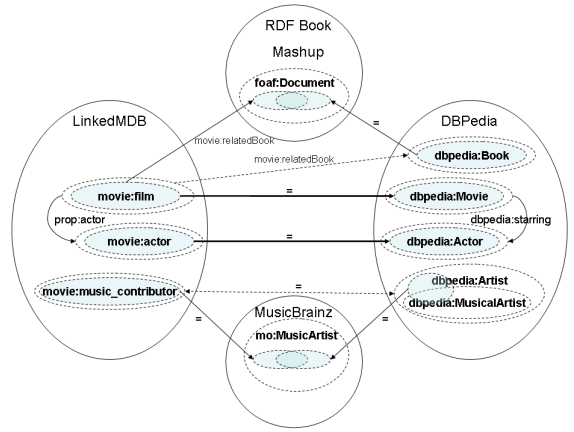 RDF Book
Mashup
foaf:Document
=
LinkedMDB
DBPedia
movie:relatedBook
movie:relatedBook
dbpedia:Book
movie:film
=
dbpedia:Movie
prop:actor
dbpedia:starring
movie:actor
=
dbpedia:Actor
dbpedia:Artist
movie:music_contributor
=
dbpedia:MusicalArtist
MusicBrainz
=
=
mo:MusicArtist